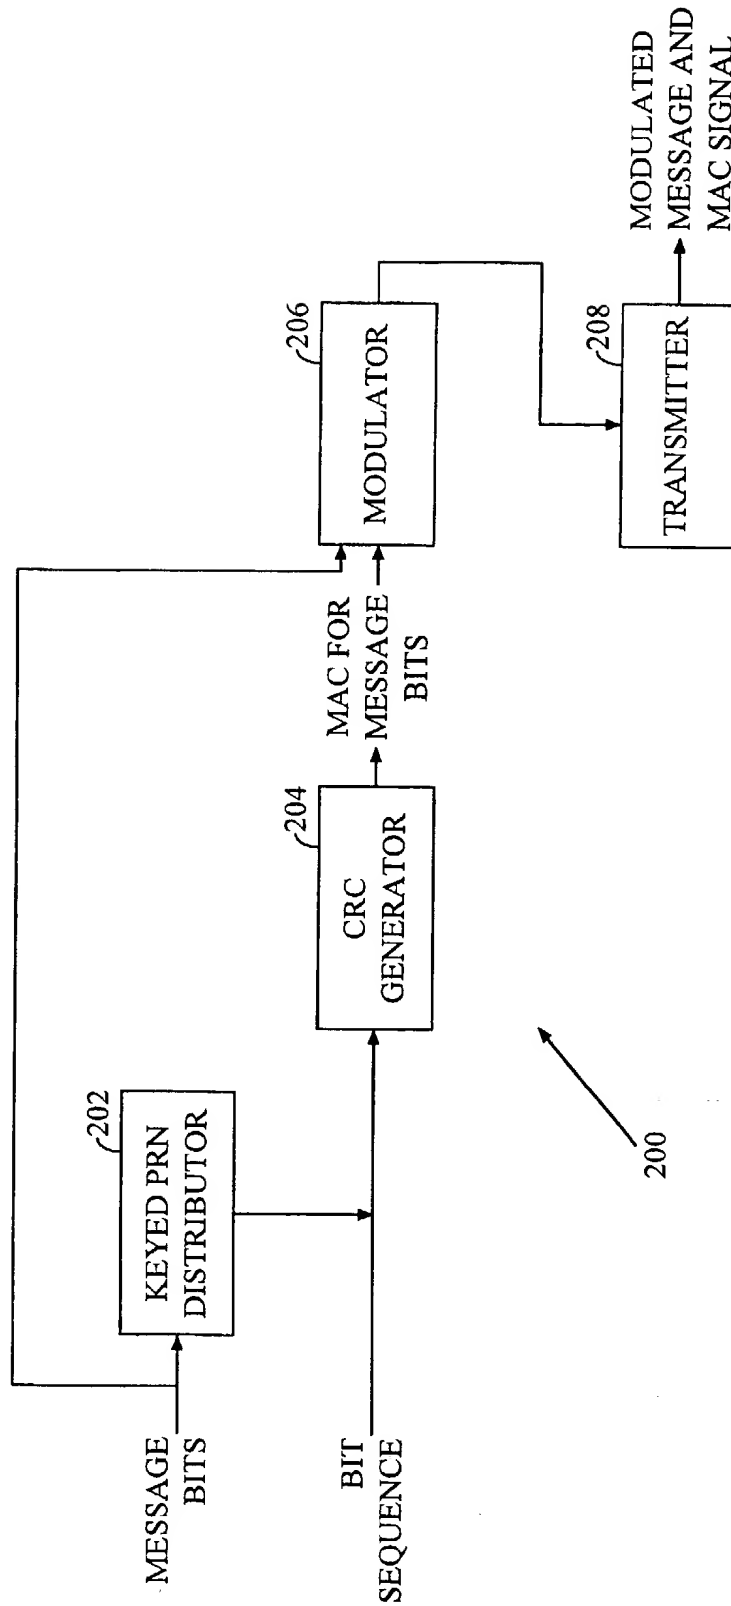 MESSAGE
BITS
BIT
SEQUENCE
202
KEYED PRN
DISTRIBUTOR
204
CRC
GENERATOR
MAC FOR
MESSAGE
BITS
206
MODULATOR
208
TRANSMITTER
MODULATED
MESSAGE AND
MAC SIGNAL
200